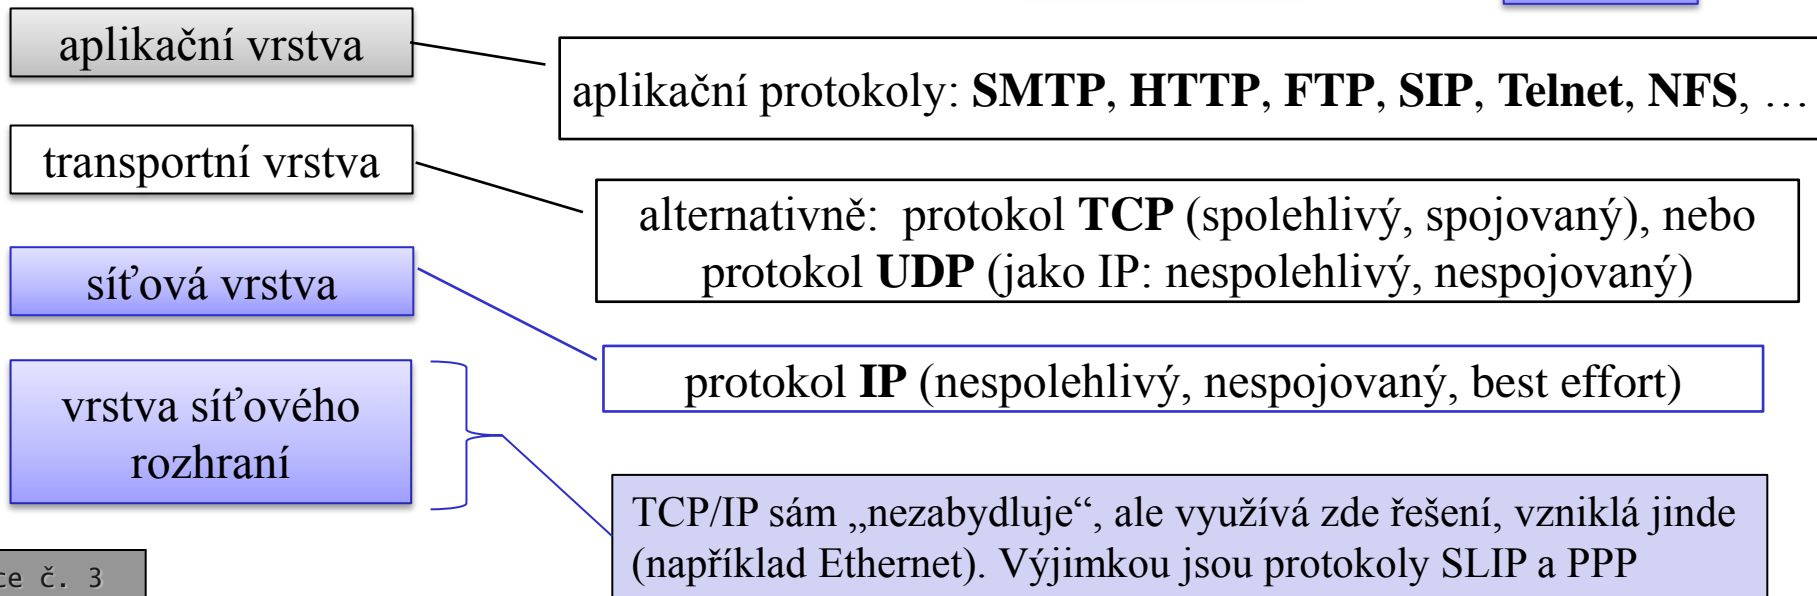 aplikační vrstva
aplikační protokoly: SMTP, HTTP, FTP, SIP, Telnet, NFS, …
transportní vrstva
alternativně: protokol TCP (spolehlivý, spojovaný), nebo
protokol UDP (jako IP: nespolehlivý, nespojovaný)
síťová vrstva
protokol IP (nespolehlivý, nespojovaný, best effort)
vrstva síťového
rozhraní
TCP/IP sám „nezabydluje“, ale využívá zde řešení, vzniklá jinde
(například Ethernet). Výjimkou jsou protokoly SLIP a PPP
č. 3